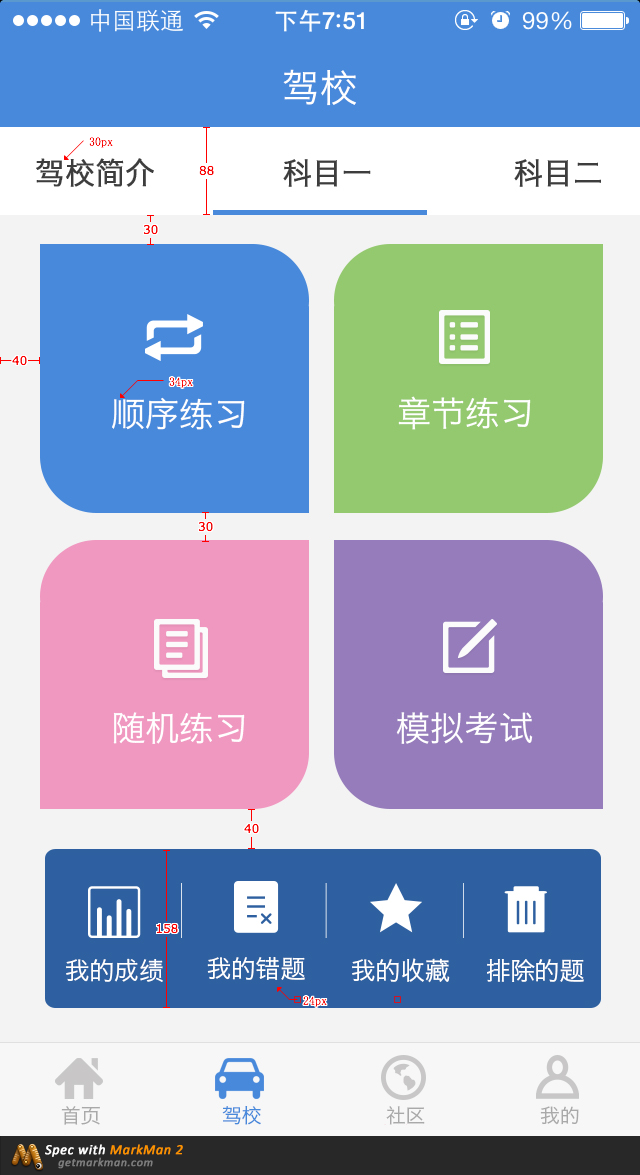 中国联通 下午7:51 99%
驾校
30px
驾校简介 科目一 科目二
88
30
40
34px
顺序练习 章节练习
30
随机练习 模拟考试
40
158
我的成绩 我的错题 我的收藏 排除的题
24px
首页 驾校 社区 我的
Spec with MarkMan 2
getmarkman.com